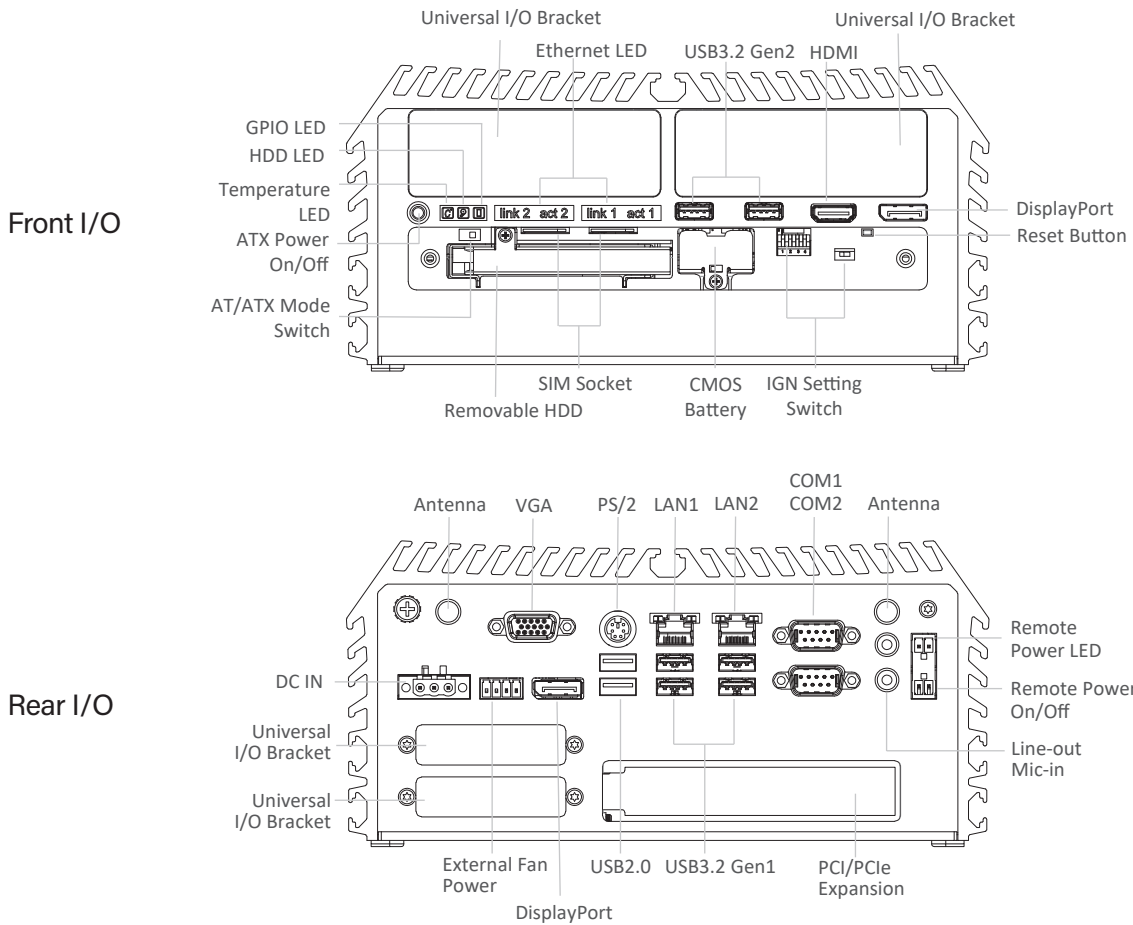 Front I/O
Universal I/O Bracket
Universal I/O Bracket
Ethernet LED
USB3.2 Gen2
HDMI
GPIO LED
HDD LED
Temperature
LED
ATX Power
On/Off
AT/ATX Mode
Switch
link 2 act 2
link 1 act 1
DisplayPort
Reset Button
1 2 3 4
SIM Socket
Removable HDD
CMOS
Battery
IGN Setting
Switch
Rear I/O
Antenna
VGA
PS/2
LAN1
LAN2
COM1
COM2
Antenna
DC IN
Universal
I/O Bracket
Universal
I/O Bracket
Remote
Power LED
Remote Power
On/Off
Line-out
Mic-in
External Fan
Power
DisplayPort
USB2.0
USB3.2 Gen1
PCI/PCIe
Expansion